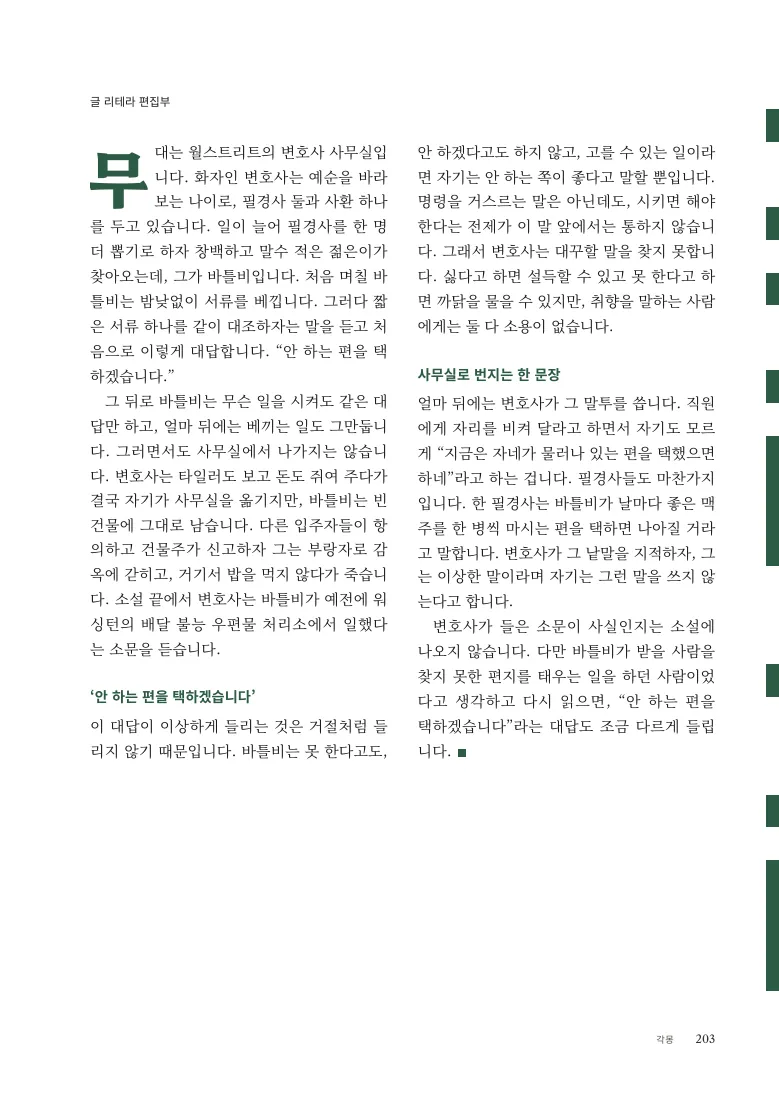 글 리테라 편집부
무대는 월스트리트의 변호사 사무실입
니다. 화자인 변호사는 예순을 바라
보는 나이로, 필경사 둘과 사환 하나
를 두고 있습니다. 일이 늘어 필경사를 한 명
더 뽑기로 하자 창백하고 말수 적은 젊은이가
찾아오는데, 그가 바틀비입니다. 처음 며칠 바
틀비는 밤낮없이 서류를 베낍니다. 그러다 짧
은 서류 하나를 같이 대조하자는 말을 듣고 처
음으로 이렇게 대답합니다. “안 하는 편을 택
하겠습니다.”
그 뒤로 바틀비는 무슨 일을 시켜도 같은 대
답만 하고, 얼마 뒤에는 베끼는 일도 그만둡니
다. 그러면서도 사무실에서 나가지는 않습니
다. 변호사는 타일러도 보고 돈도 쥐여 주다가
결국 자기가 사무실을 옮기지만, 바틀비는 빈
건물에 그대로 남습니다. 다른 입주자들이 항
의하고 건물주가 신고하자 그는 부랑자로 감
옥에 갇히고, 거기서 밥을 먹지 않다가 죽습니
다. 소설 끝에서 변호사는 바틀비가 예전에 워
싱턴의 배달 불능 우편물 처리소에서 일했다
는 소문을 듣습니다.
‘안 하는 편을 택하겠습니다’
이 대답이 이상하게 들리는 것은 거절처럼 들
리지 않기 때문입니다. 바틀비는 못 한다고도,
안 하겠다고도 하지 않고, 고를 수 있는 일이라
면 자기는 안 하는 쪽이 좋다고 말할 뿐입니다.
명령을 거스르는 말은 아닌데도, 시키면 해야
한다는 전제가 이 말 앞에서는 통하지 않습니
다. 그래서 변호사는 대꾸할 말을 찾지 못합니
다. 싫다고 하면 설득할 수 있고 못 한다고 하
면 까닭을 물을 수 있지만, 취향을 말하는 사람
에게는 둘 다 소용이 없습니다.
사무실로 번지는 한 문장
얼마 뒤에는 변호사가 그 말투를 씁니다. 직원
에게 자리를 비켜 달라고 하면서 자기도 모르
게 “지금은 자네가 물러나 있는 편을 택했으면
하네”라고 하는 겁니다. 필경사들도 마찬가지
입니다. 한 필경사는 바틀비가 날마다 좋은 맥
주를 한 병씩 마시는 편을 택하면 나아질 거라
고 말합니다. 변호사가 그 낱말을 지적하자, 그
는 이상한 말이라며 자기는 그런 말을 쓰지 않
는다고 합니다.
변호사가 들은 소문이 사실인지는 소설에
나오지 않습니다. 다만 바틀비가 받을 사람을
찾지 못한 편지를 태우는 일을 하던 사람이었
다고 생각하고 다시 읽으면, “안 하는 편을
택하겠습니다”라는 대답도 조금 다르게 들립
니다. ■
각몽 203